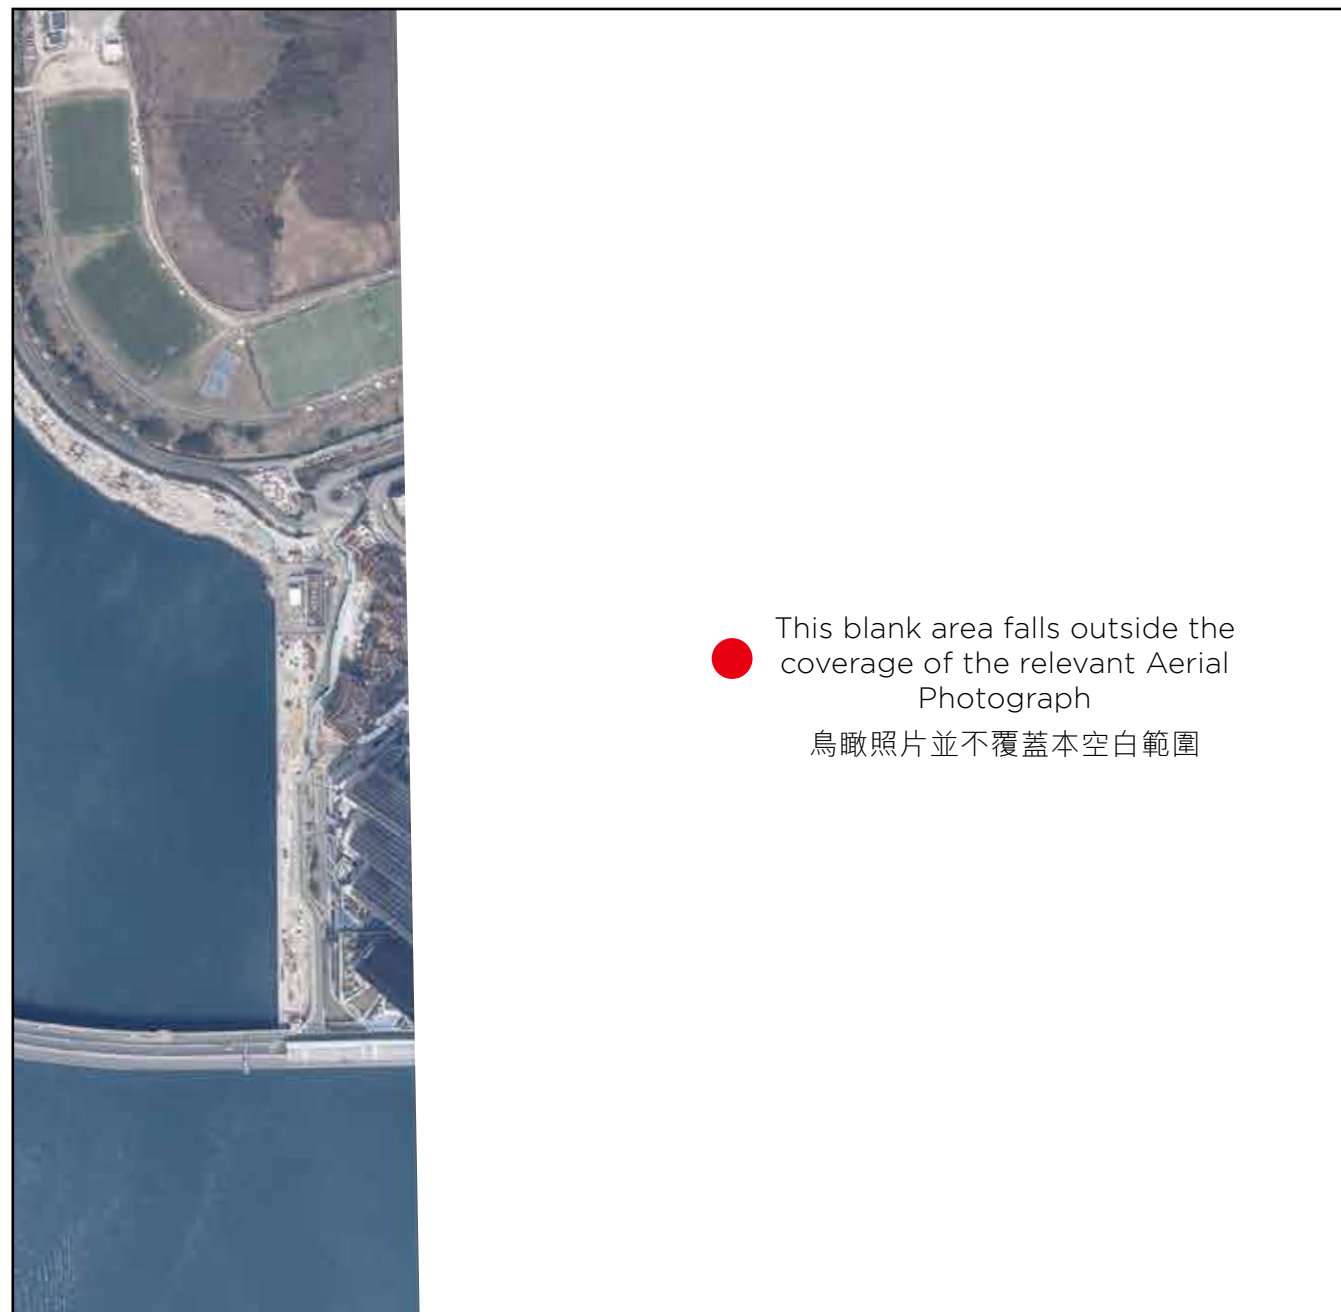 This blank area falls outside the
coverage of the relevant Aerial
Photograph
鳥瞰照片並不覆蓋本空白範圍